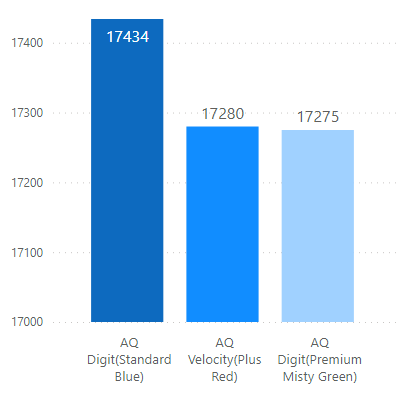 17400
17300
17200
17100
17000
17434
17280
17275
AQ
Digit(Standard
Blue)
AQ
Velocity(Plus
Red)
AQ
Digit(Premium
Misty Green)